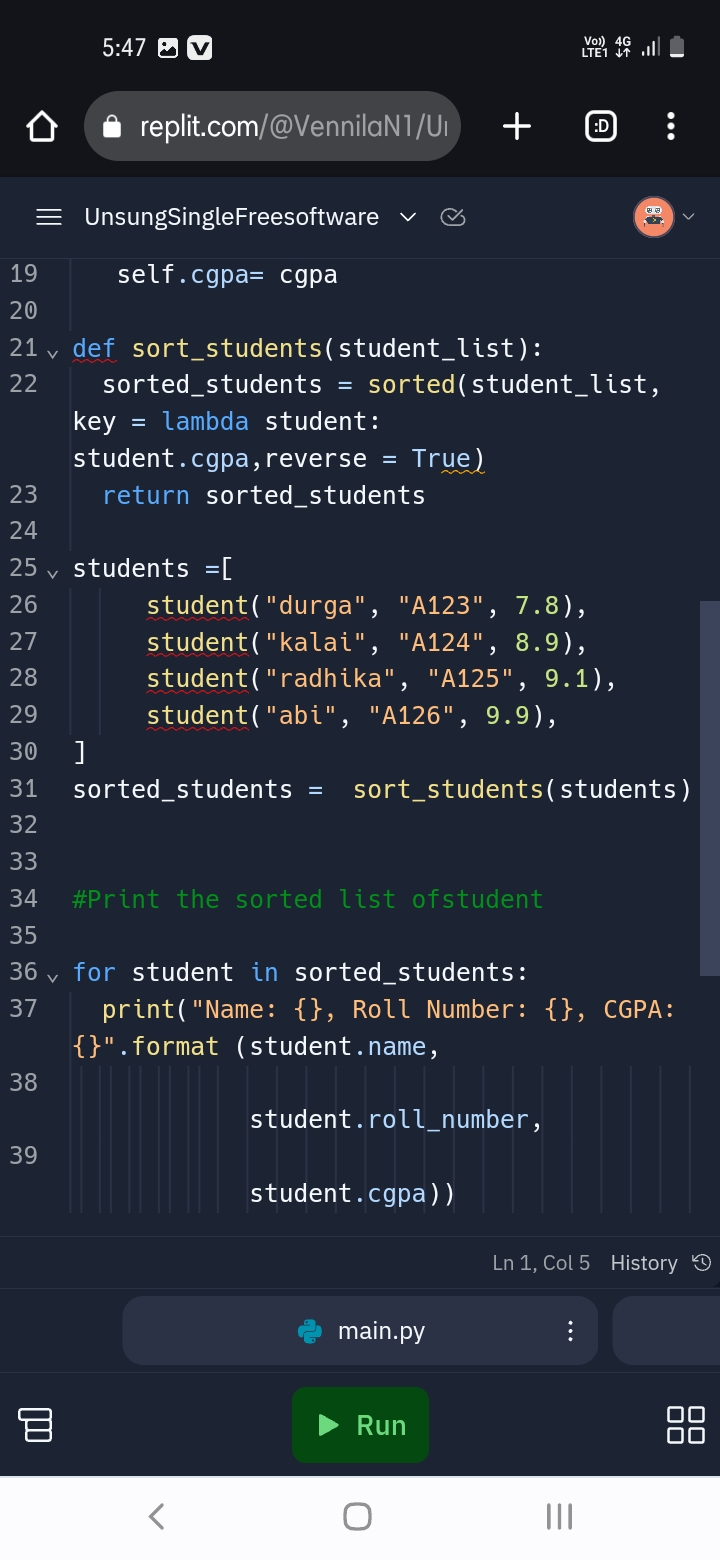 5:47 Vo)) LTE1 4G
replit.com/@VennilaN1/U
UnsungSingleFreesoftware
19 self.cgpa= cgpa
20
21 def sort_students(student_list):
22 sorted_students = sorted(student_list,
key = lambda student:
student.cgpa,reverse = True)
23 return sorted_students
24
25 students =[
26 student("durga", "A123", 7.8),
27 student("kalai", "A124", 8.9),
28 student("radhika", "A125", 9.1),
29 student("abi", "A126", 9.9),
30 ]
31 sorted_students =  sort_students(students)
32
33
34 #Print the sorted list ofstudent
35
36 for student in sorted_students:
37 print("Name: {}, Roll Number: {}, CGPA:
{}".format (student.name,
38
student.roll_number,
39
student.cgpa))
Ln 1, Col 5 History
main.py
Run